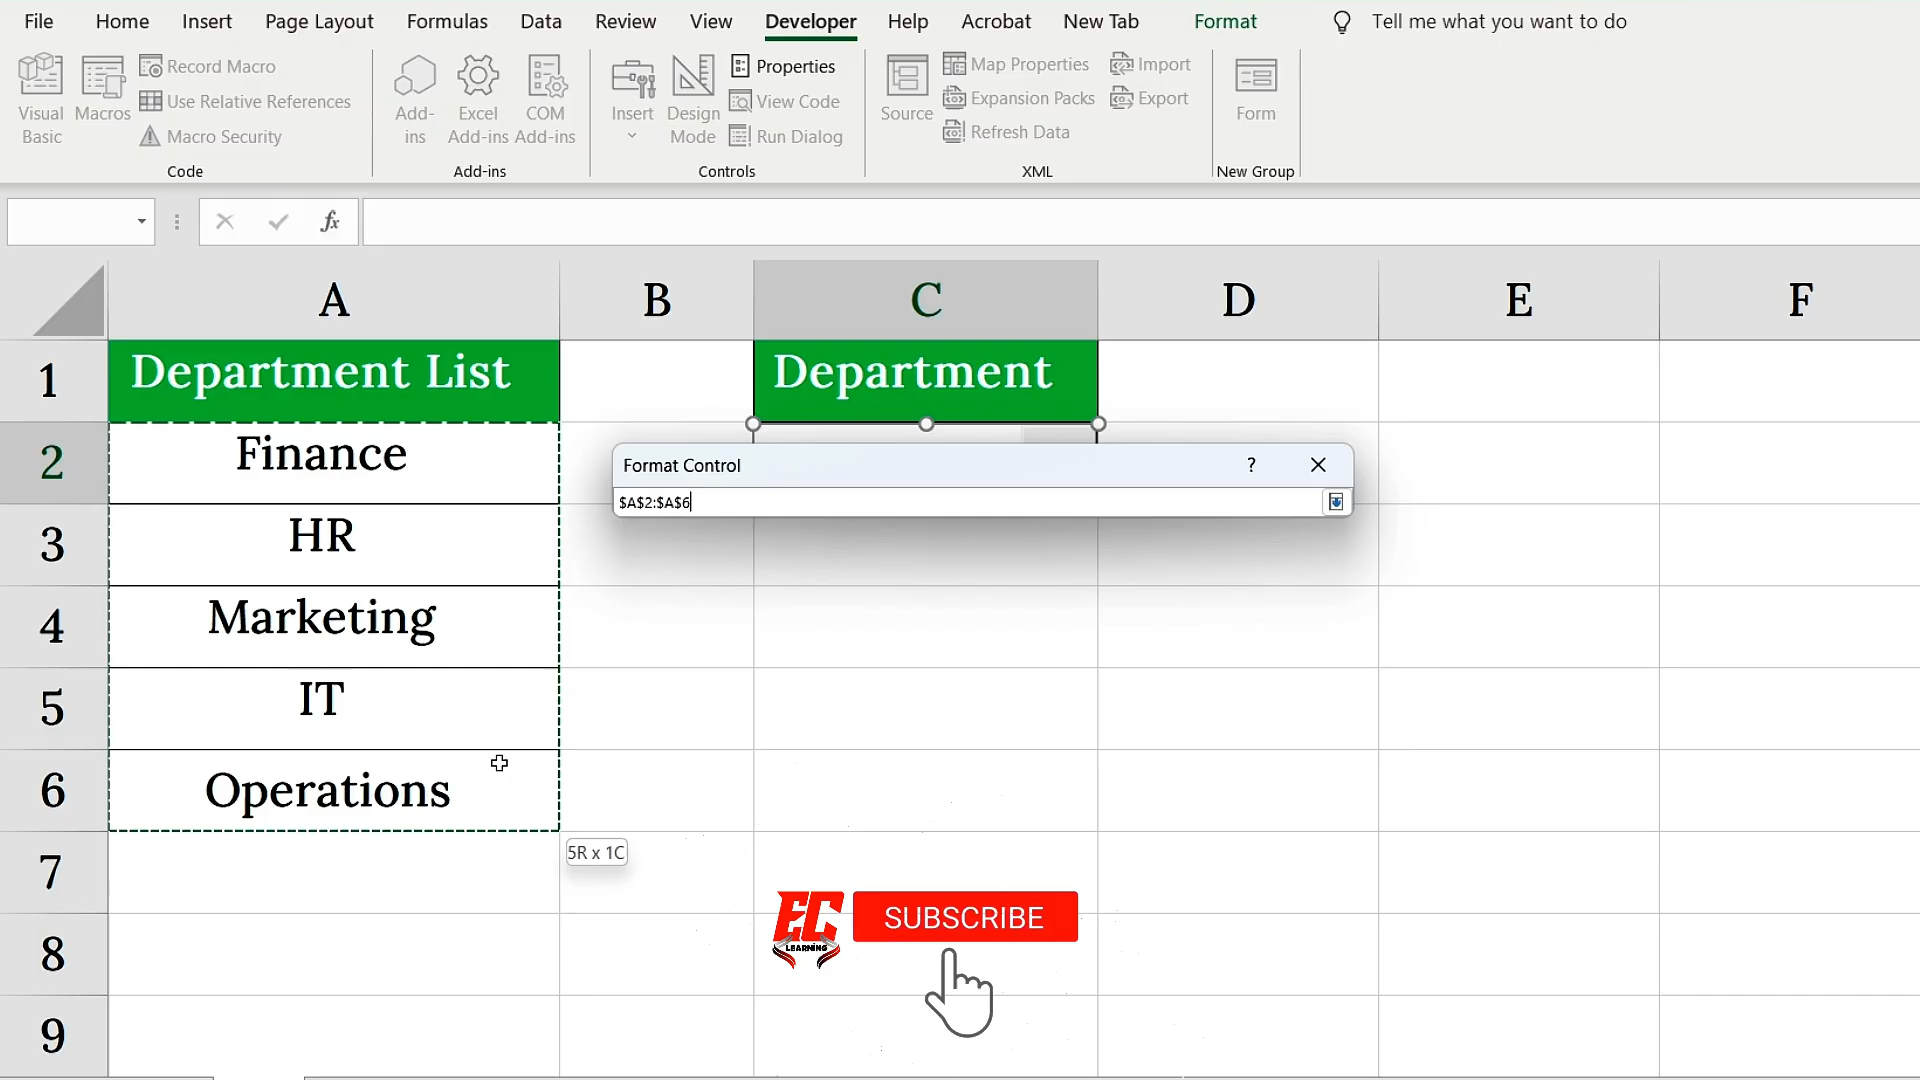 File Home Insert Page Layout Formulas Data Review View Developer Help Acrobat New Tab Format Tell me what you want to do
Visual Basic
Macros
Record Macro
Use Relative References
Macro Security
Code
Add-ins
Excel Add-ins
COM Add-ins
Add-ins
Insert
Design Mode
Properties
View Code
Run Dialog
Controls
Source
Map Properties
Expansion Packs
Refresh Data
Import
Export
XML
Form
New Group
fx
A B C D E F
1 Department List Department
2 Finance
Format Control ? 
$A$2:$A$6
3 HR
4 Marketing
5 IT
6 Operations
5R x 1C
7
8
9
EC
LEARNING
SUBSCRIBE